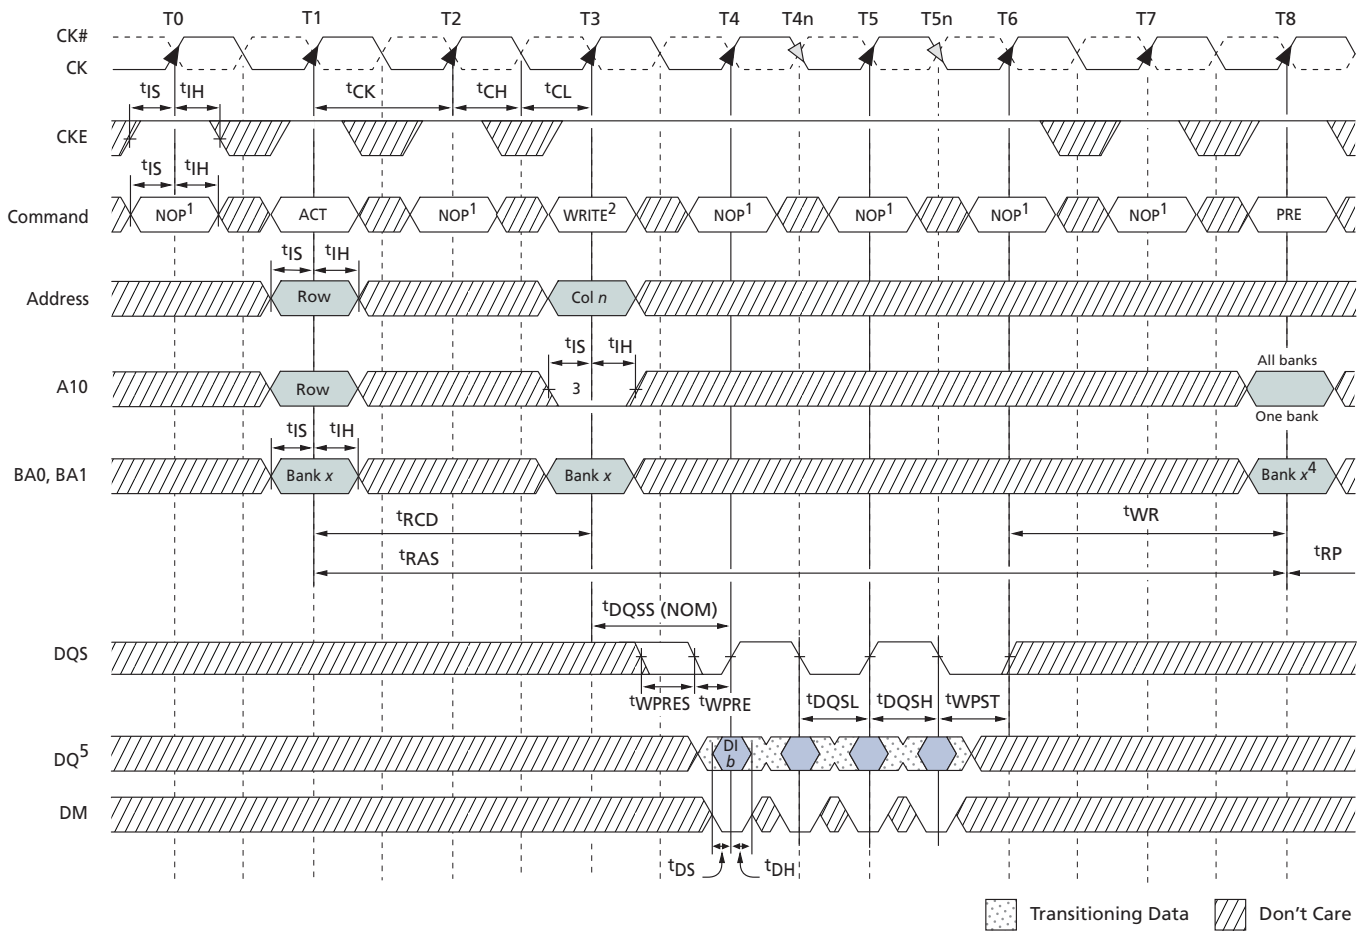 T0 T1 T2 T3 T4 T4n T5 T5n T6 T7 T8
CK#
CK
tIS tIH tCK tCH tCL
CKE
tIS tIH
Command NOP1 ACT NOP1 WRITE2 NOP1 NOP1 NOP1 NOP1 PRE
tIS tIH
Address Row Col n
tIS tIH
All banks
A10 Row 3
One bank
tIS tIH
BA0, BA1 Bank x Bank x Bank x4
tRCD tWR
tRAS tRP
tDQSS (NOM)
DQS
tWPRES tWPRE tDQSL tDQSH tWPST
DI
DQ5 b
DM
tDS tDH
Transitioning Data Don't Care